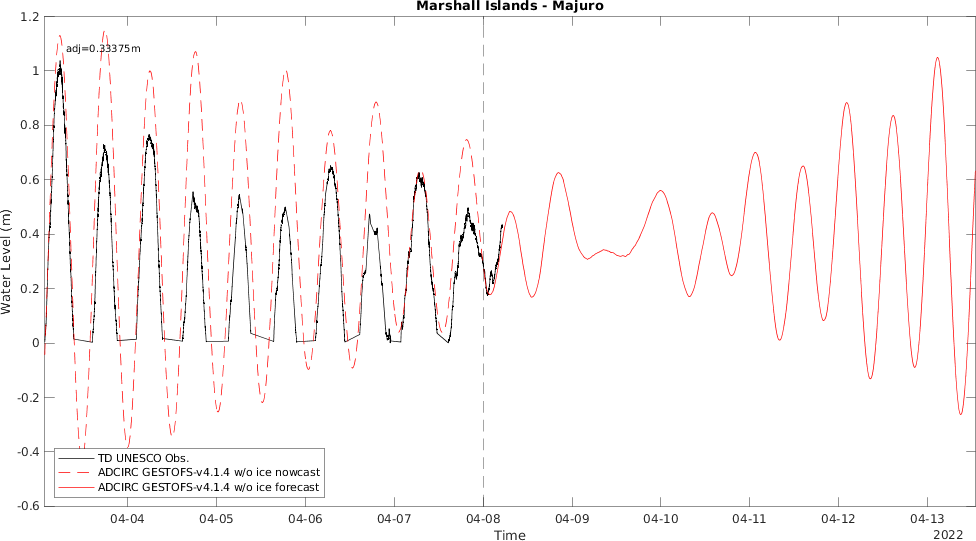 Marshall Islands - Majuro
adj=0.33375m
Water Level (m)
1.2
1
0.8
0.6
0.4
0.2
0
-0.2
-0.4
-0.6
TD UNESCO Obs.
ADCIRC GESTOFS-v4.1.4 w/o ice nowcast
ADCIRC GESTOFS-v4.1.4 w/o ice forecast
04-04 04-05 04-06 04-07 04-08 04-09 04-10 04-11 04-12 04-13
Time
2022